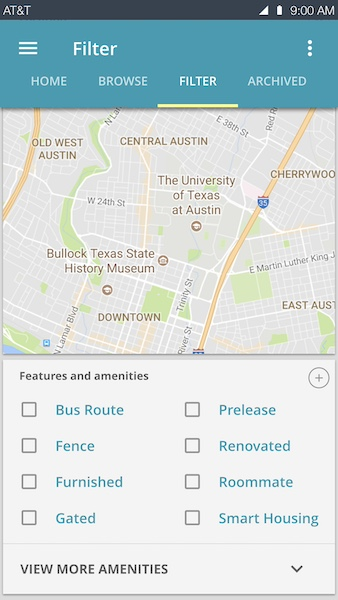 AT&T 9:00 AM
Filter
HOME BROWSE FILTER ARCHIVED
E 38th St
Red Ri
N Lam
OLD WEST
AUSTIN
CENTRAL AUSTIN
The University
of Texas
at Austin
CHERRYWOO
W 24th St
35
Bullock Texas State
History Museum
E Martin Luther King J
Trinity St
DOWNTOWN
EAST AUST
N Lamar Blvd
River St
Features and amenities
Bus Route Prelease
Fence Renovated
Furnished Roommate
Gated Smart Housing
VIEW MORE AMENITIES